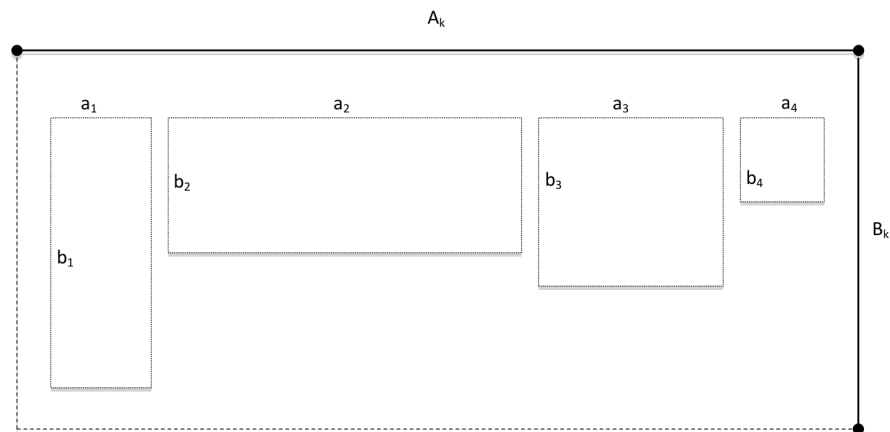 Aₖ
a₁ a₂ a₃ a₄
b₂ b₃ b₄
Bₖ
b₁